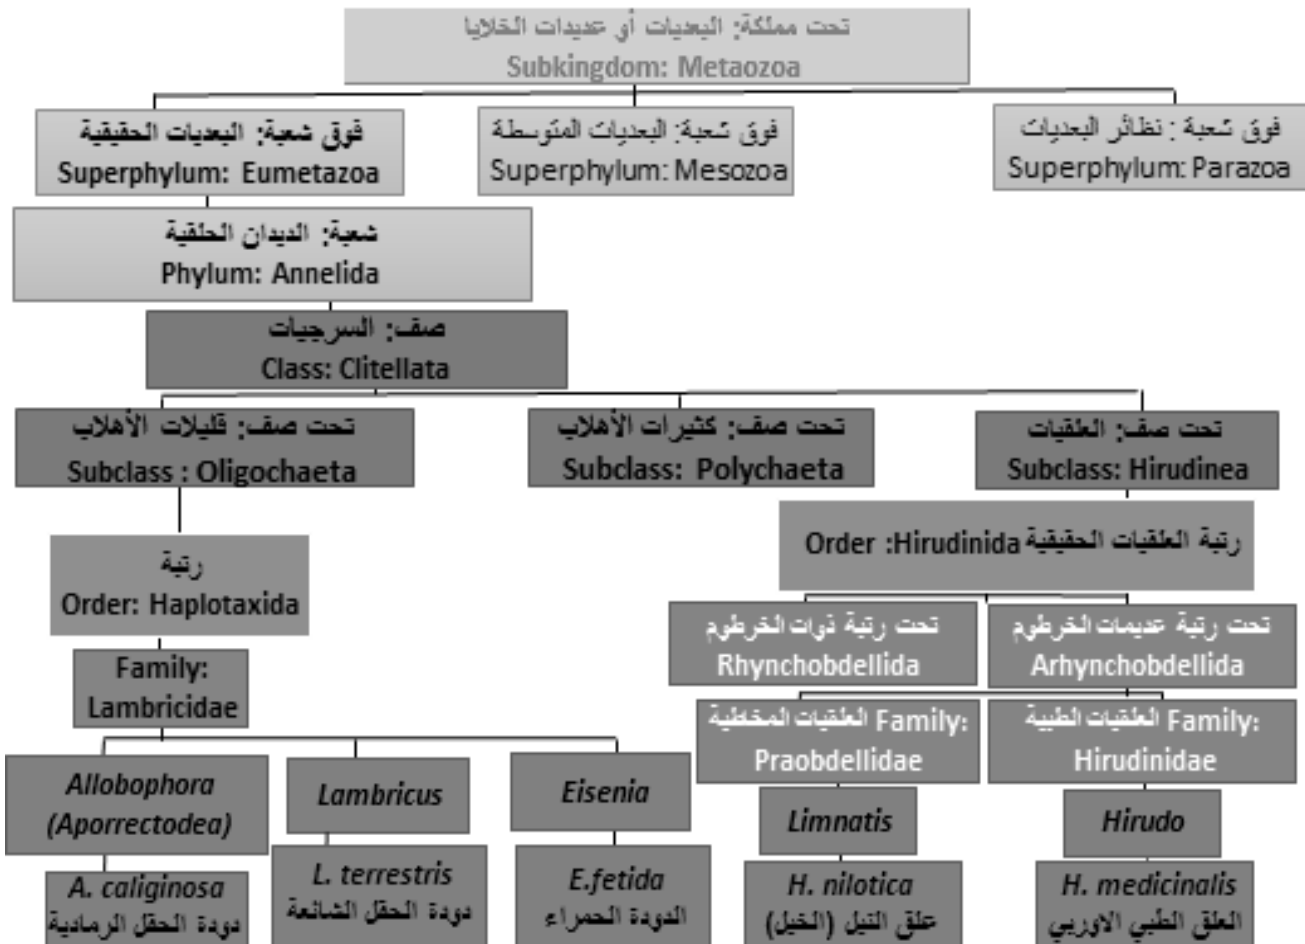 تحت مملكة: البعديات أو عديدات الخلايا
Subkingdom: Metaozoa
فوق شعبة: البعديات الحقيقية
Superphylum: Eumetazoa
فوق شعبة: البعديات المتوسطة
Superphylum: Mesozoa
فوق شعبة : نظائر البعديات
Superphylum: Parazoa
شعبة: الديدان الحلقية
Phylum: Annelida
صف: السرجيات
Class: Clitellata
تحت صف: قليلات الأهلاب
Subclass : Oligochaeta
تحت صف: كثيرات الأهلاب
Subclass: Polychaeta
تحت صف: العلقيات
Subclass: Hirudinea
رتبة
Order: Haplotaxida
رتبة العلقيات الحقيقية Order :Hirudinida
Family:
Lambricidae
تحت رتبة ذوات الخرطوم
Rhynchobdellida
تحت رتبة عديمات الخرطوم
Arhynchobdellida
العلقيات المخاطية Family:
Praobdellidae
العلقيات الطبية Family:
Hirudinidae
Allobophora
(Aporrectodea)
Lambricus
Eisenia
Limnatis
Hirudo
A. caliginosa
دودة الحقل الرمادية
L. terrestris
دودة الحقل الشائعة
E.fetida
الدودة الحمراء
H. nilotica
علق النيل (الخيل)
H. medicinalis
العلق الطبي الاوربي